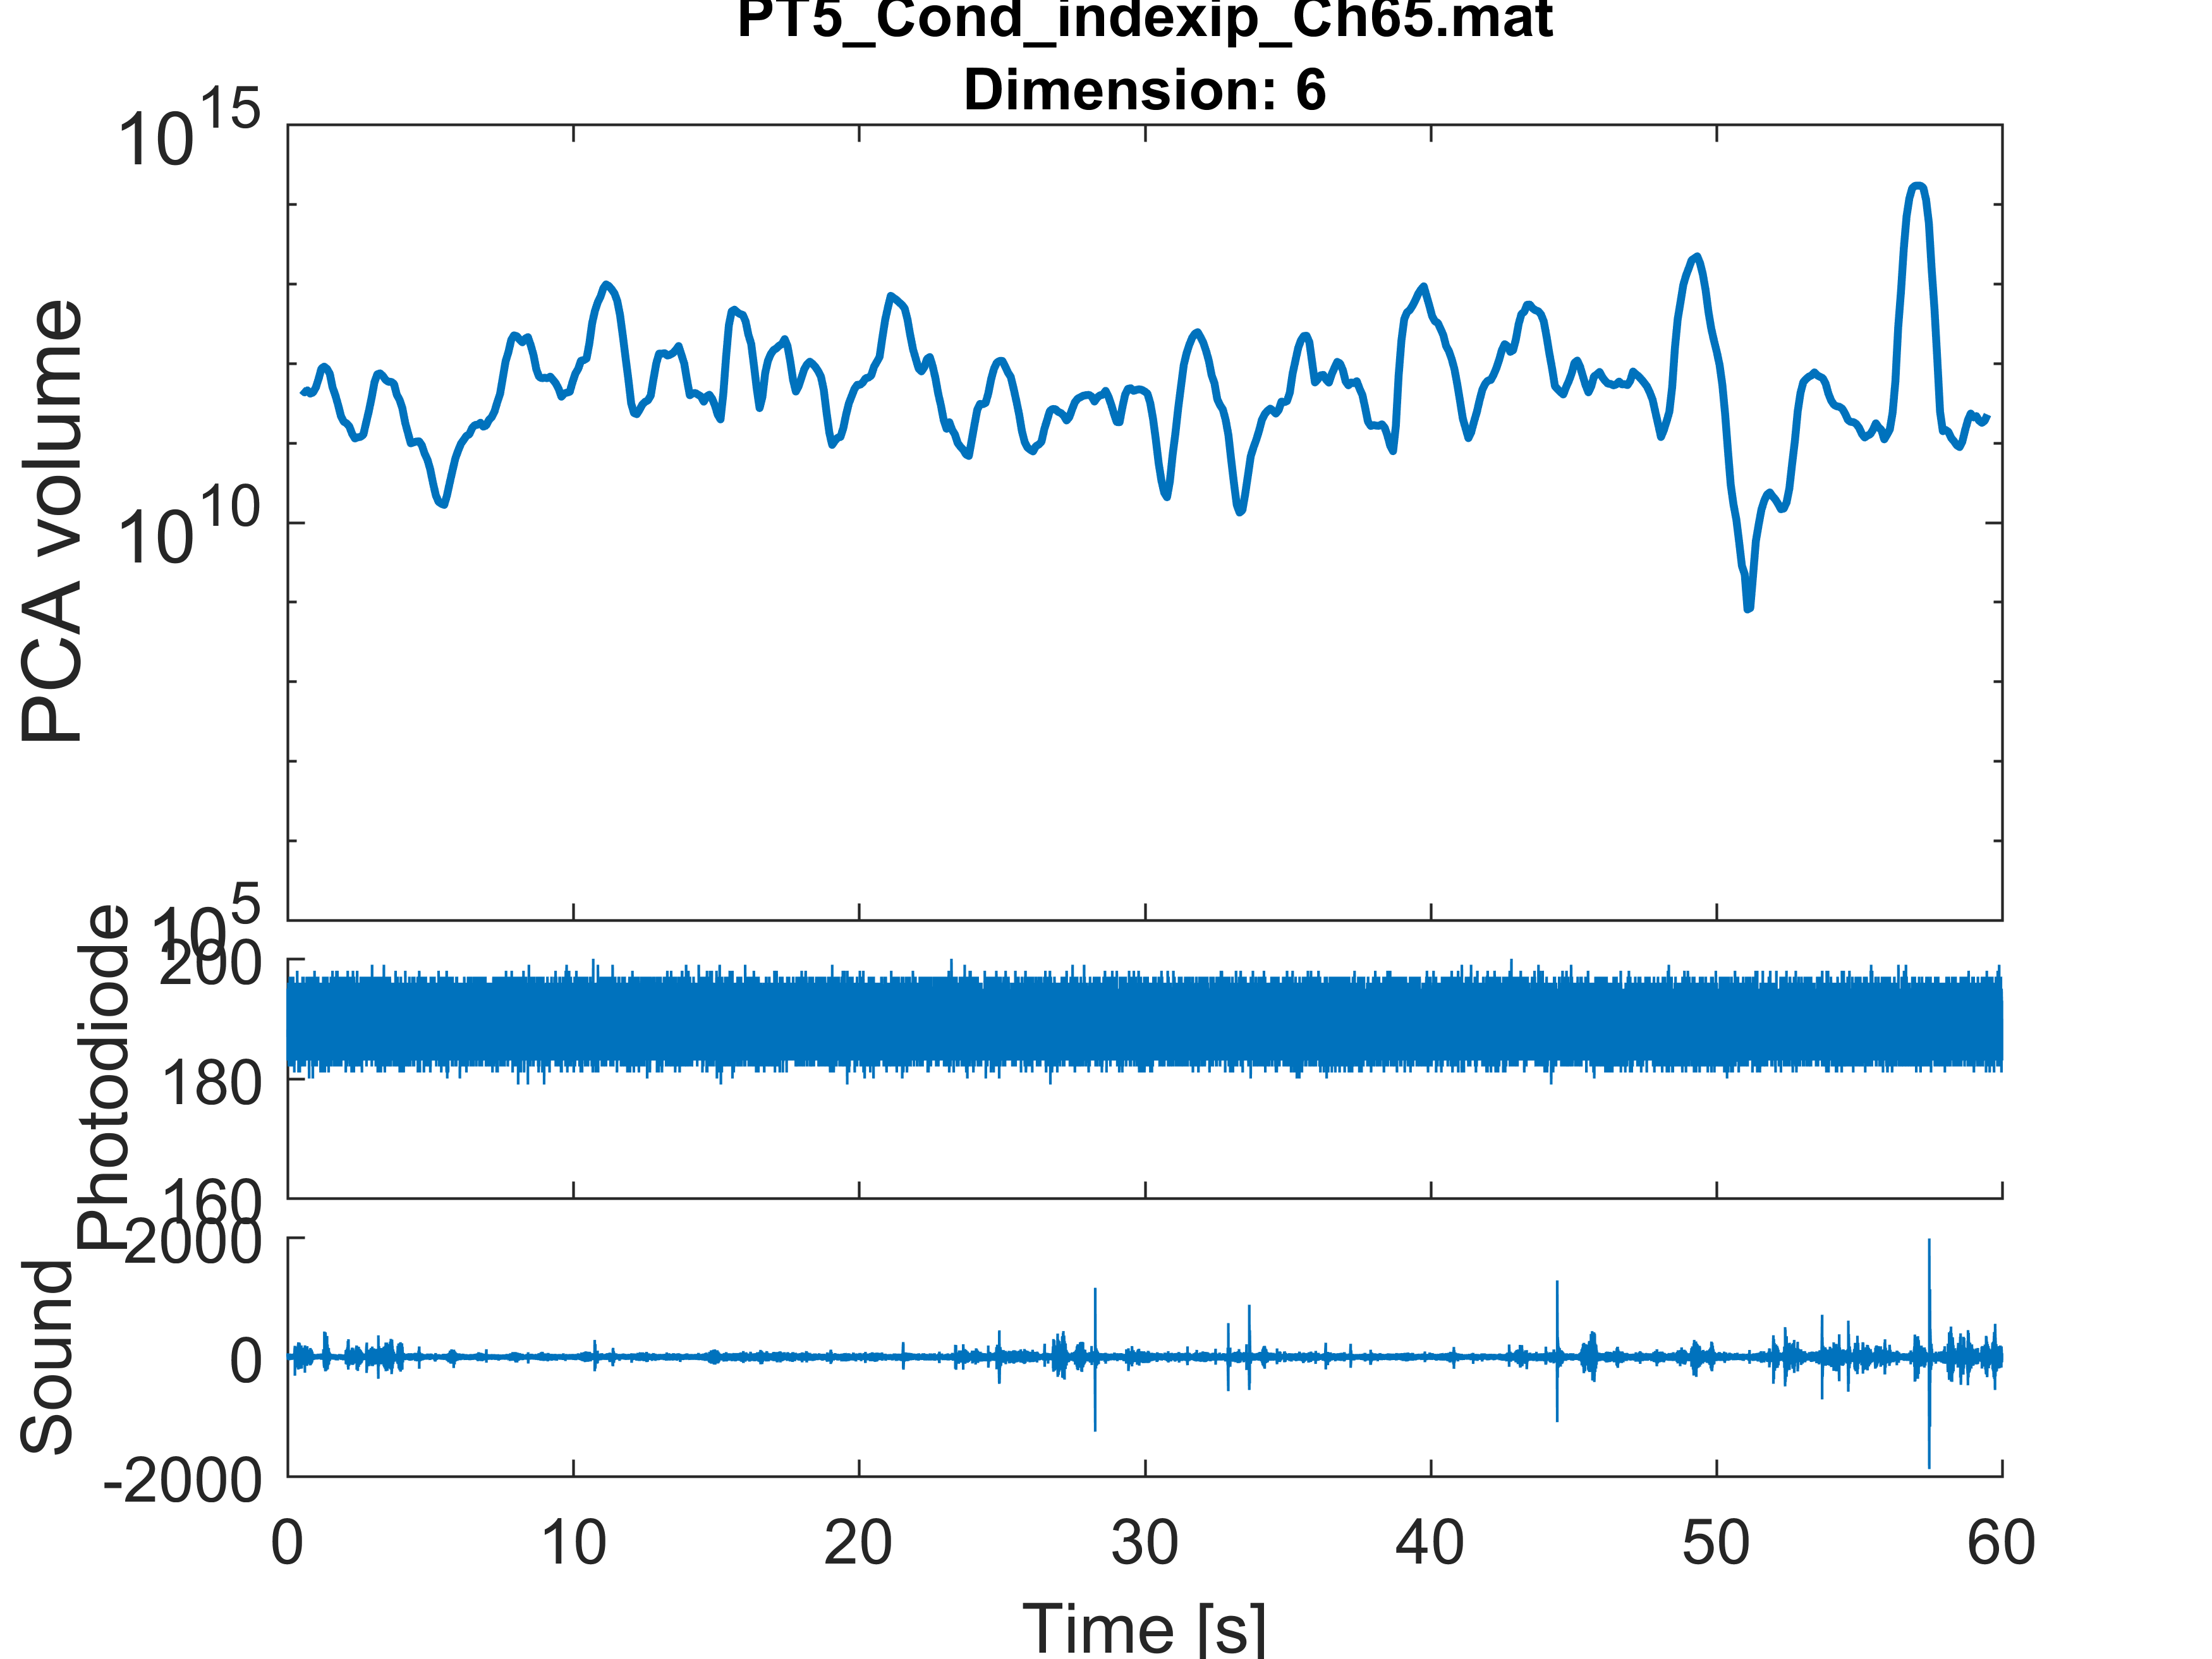 PT5_Cond_indexip_Ch65.mat
Dimension: 6
10^15
10^10
10^5
PCA volume
200
180
160
Photodiode
2000
0
-2000
Sound
0 10 20 30 40 50 60
Time [s]